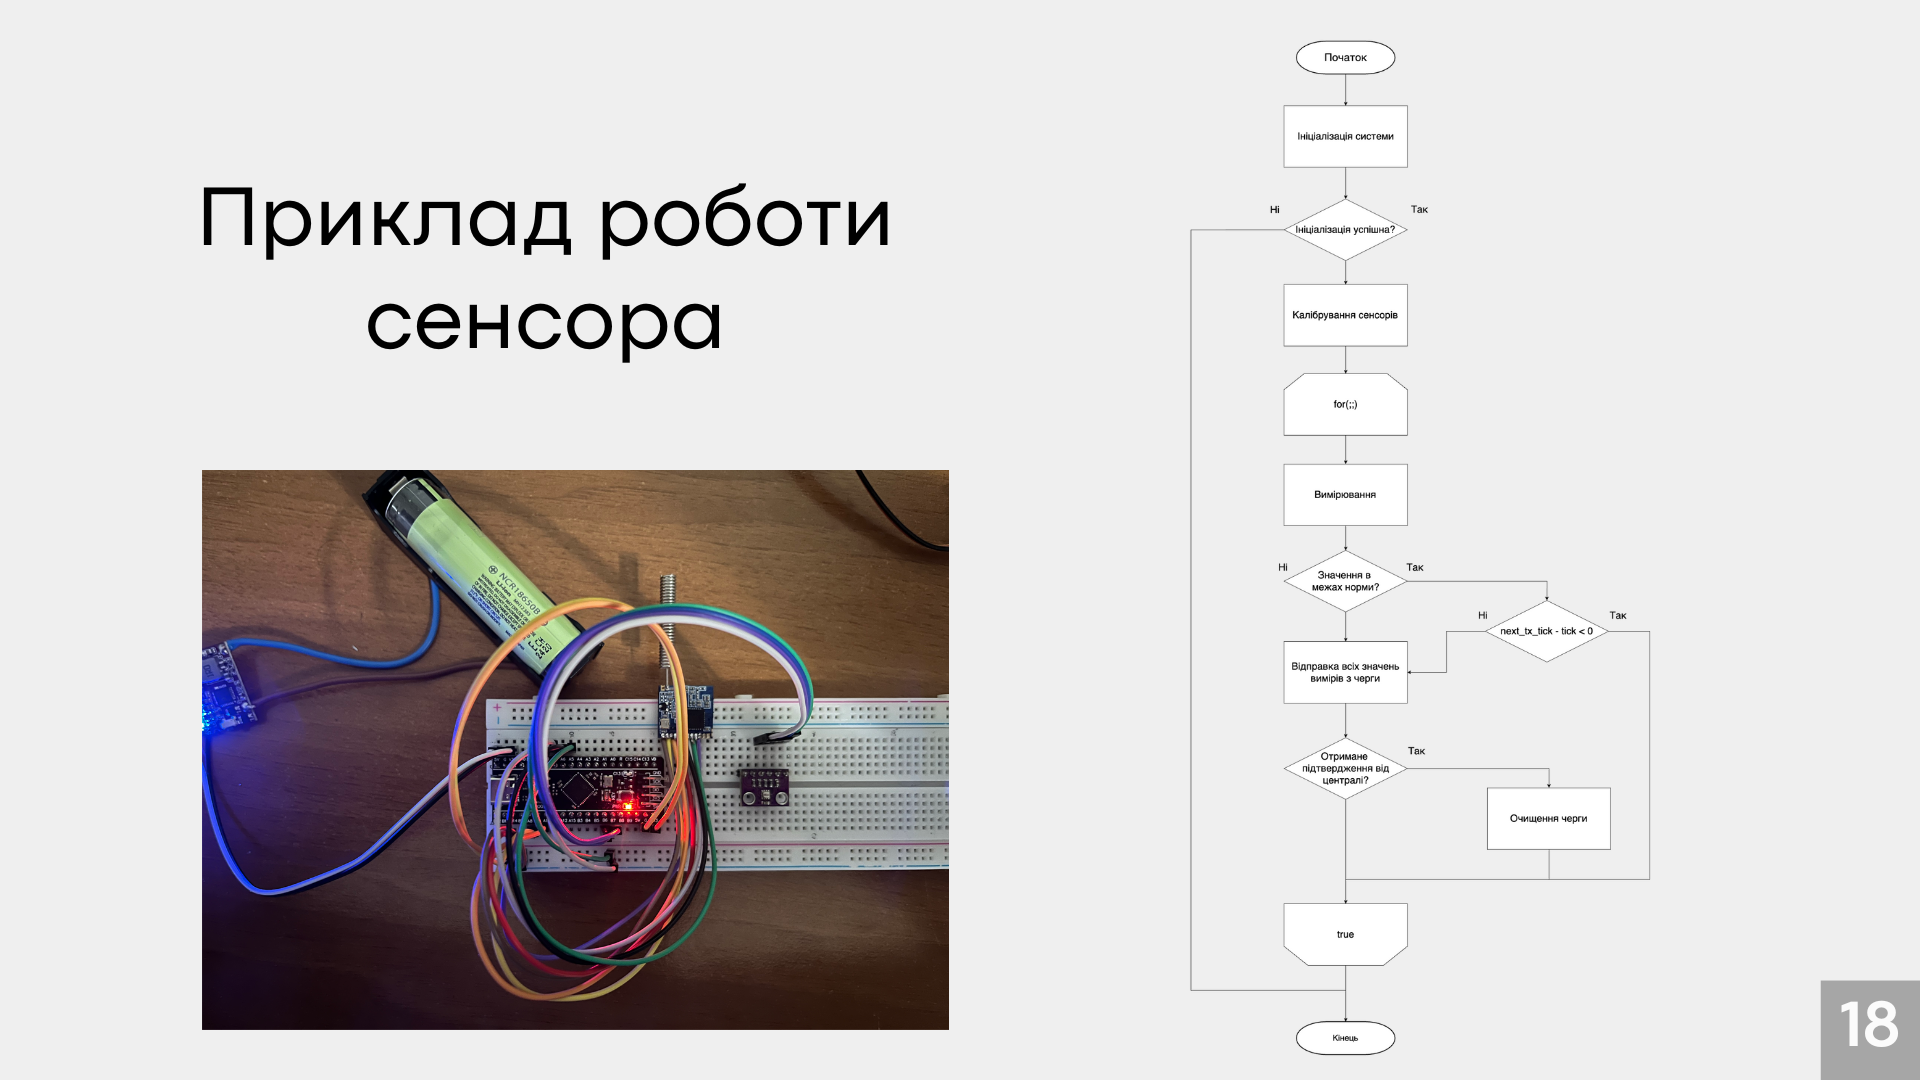 Приклад роботи
сенсора
NCR18650B
Початок
Ініціалізація системи
Ні
Так
Ініціалізація успішна?
Калібрування сенсорів
for(;;)
Вимірювання
Ні
Так
Значення в
межах норми?
Ні
Так
next_tx_tick - tick < 0
Відправка всіх значень
вимірів з черги
Так
Отримане
підтвердження від
централі?
Очищення черги
true
Кінець
18